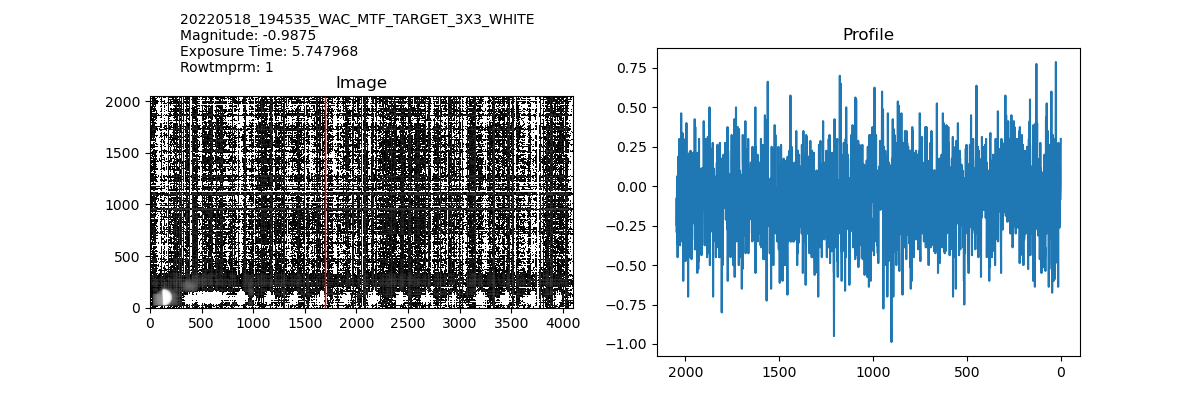 20220518_194535_WAC_MTF_TARGET_3X3_WHITE
Magnitude: -0.9875
Exposure Time: 5.747968
Rowtmprm: 1
Image
2000
1500
1000
500
0
0 500 1000 1500 2000 2500 3000 3500 4000
Profile
0.75
0.50
0.25
0.00
−0.25
−0.50
−0.75
−1.00
2000 1500 1000 500 0